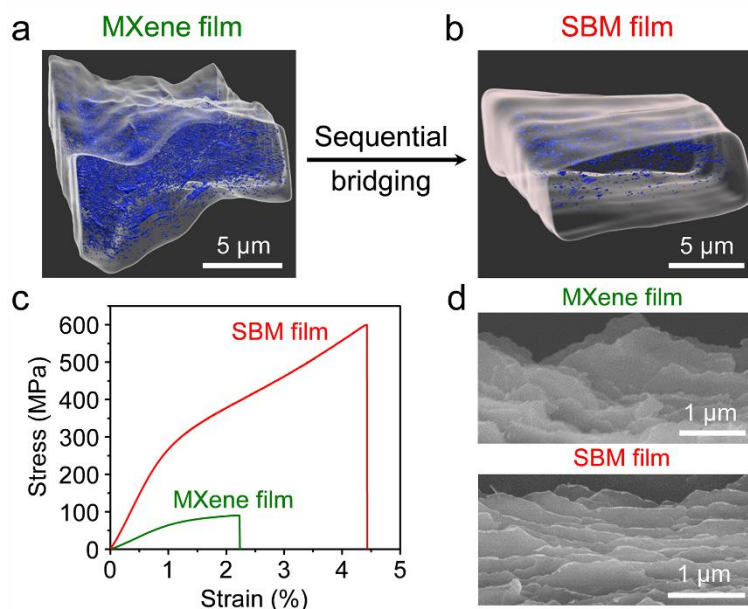 a
MXene film
5 μm
Sequential
bridging
b
SBM film
5 μm
c
600
500
400
300
200
100
0
Stress (MPa)
SBM film
MXene film
0 1 2 3 4 5
Strain (%)
d
MXene film
1 μm
SBM film
1 μm